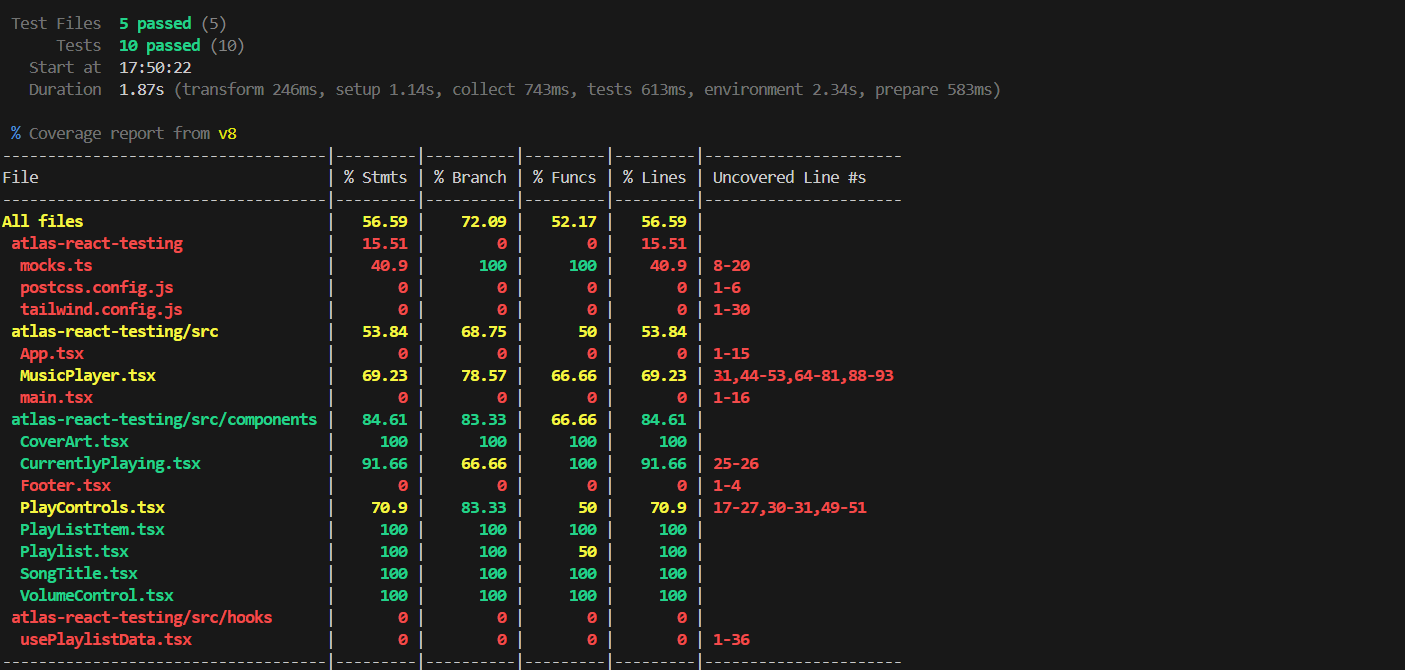 Test Files  5 passed (5)
     Tests  10 passed (10)
  Start at  17:50:22
  Duration  1.87s (transform 246ms, setup 1.14s, collect 743ms, tests 613ms, environment 2.34s, prepare 583ms)
% Coverage report from v8
-----------------------------------|---------|----------|---------|---------|---------------------
File                               | % Stmts | % Branch | % Funcs | % Lines | Uncovered Line #s
-----------------------------------|---------|----------|---------|---------|---------------------
All files                          |   56.59 |    72.09 |   52.17 |   56.59 |
 atlas-react-testing               |   15.51 |        0 |       0 |   15.51 |
  mocks.ts                         |    40.9 |      100 |     100 |    40.9 | 8-20
  postcss.config.js                |       0 |        0 |       0 |       0 | 1-6
  tailwind.config.js               |       0 |        0 |       0 |       0 | 1-30
 atlas-react-testing/src           |   53.84 |    68.75 |      50 |   53.84 |
  App.tsx                          |       0 |        0 |       0 |       0 | 1-15
  MusicPlayer.tsx                  |   69.23 |    78.57 |   66.66 |   69.23 | 31,44-53,64-81,88-93
  main.tsx                         |       0 |        0 |       0 |       0 | 1-16
 atlas-react-testing/src/components |   84.61 |    83.33 |   66.66 |   84.61 |
  CoverArt.tsx                     |     100 |      100 |     100 |     100 |
  CurrentlyPlaying.tsx             |   91.66 |    66.66 |     100 |   91.66 | 25-26
  Footer.tsx                       |       0 |        0 |       0 |       0 | 1-4
  PlayControls.tsx                 |    70.9 |    83.33 |      50 |    70.9 | 17-27,30-31,49-51
  PlayListItem.tsx                 |     100 |      100 |     100 |     100 |
  Playlist.tsx                     |     100 |      100 |      50 |     100 |
  SongTitle.tsx                    |     100 |      100 |     100 |     100 |
  VolumeControl.tsx                |     100 |      100 |     100 |     100 |
 atlas-react-testing/src/hooks     |       0 |        0 |       0 |       0 |
  usePlaylistData.tsx              |       0 |        0 |       0 |       0 | 1-36
-----------------------------------|---------|----------|---------|---------|---------------------